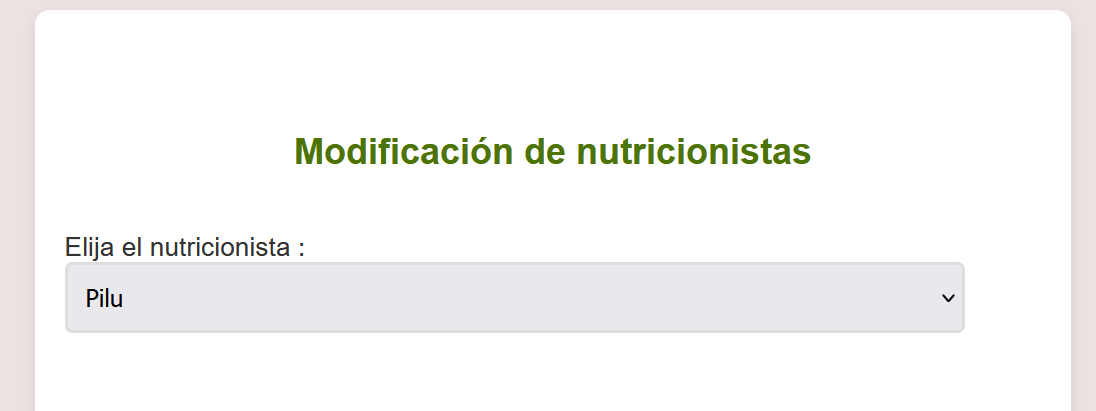 Modificación de nutricionistas
Elija el nutricionista :
Pilu